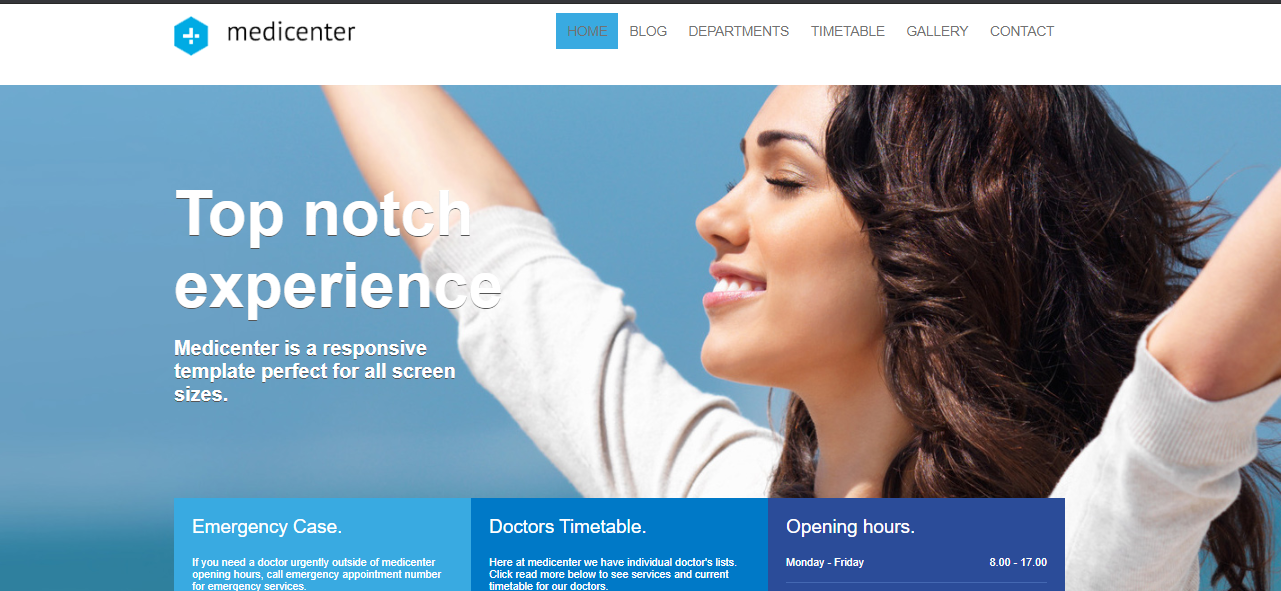 medicenter
HOME BLOG DEPARTMENTS TIMETABLE GALLERY CONTACT
Top notch
experience
Medicenter is a responsive
template perfect for all screen
sizes.
Emergency Case.
If you need a doctor urgently outside of medicenter
opening hours, call emergency appointment number
for emergency services.
Doctors Timetable.
Here at medicenter we have individual doctor's lists.
Click read more below to see services and current
timetable for our doctors.
Opening hours.
Monday - Friday 8.00 - 17.00